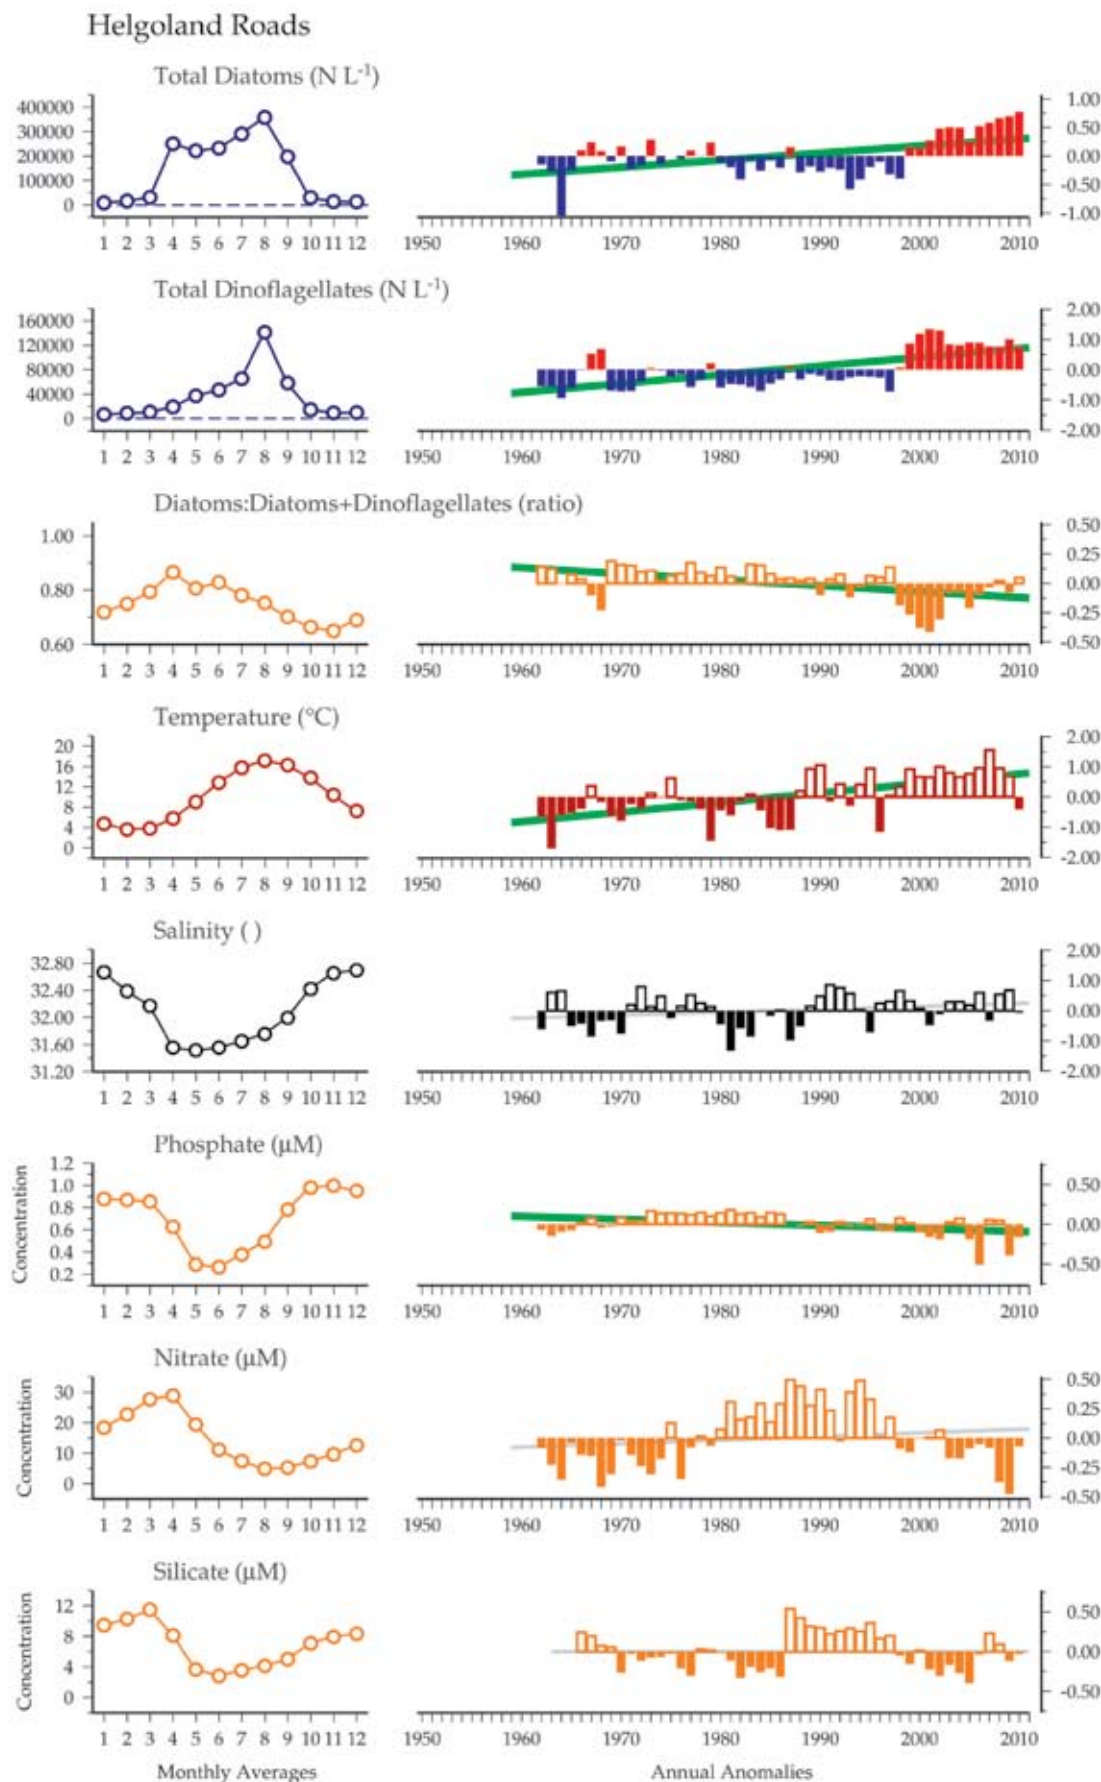 Helgoland Roads
Total Diatoms (N L-1)
400000
300000
200000
100000
0
1 2 3 4 5 6 7 8 9 10 11 12
1.00
0.50
0.00
-0.50
-1.00
1950 1960 1970 1980 1990 2000 2010
Total Dinoflagellates (N L-1)
160000
120000
80000
40000
0
1 2 3 4 5 6 7 8 9 10 11 12
2.00
1.00
0.00
-1.00
-2.00
1950 1960 1970 1980 1990 2000 2010
Diatoms:Diatoms+Dinoflagellates (ratio)
1.00
0.80
0.60
1 2 3 4 5 6 7 8 9 10 11 12
0.50
0.25
0.00
-0.25
-0.50
1950 1960 1970 1980 1990 2000 2010
Temperature (°C)
20
16
12
8
4
0
1 2 3 4 5 6 7 8 9 10 11 12
2.00
1.00
0.00
-1.00
-2.00
1950 1960 1970 1980 1990 2000 2010
Salinity ( )
32.80
32.40
32.00
31.60
31.20
1 2 3 4 5 6 7 8 9 10 11 12
2.00
1.00
0.00
-1.00
-2.00
1950 1960 1970 1980 1990 2000 2010
Phosphate (µM)
Concentration
1.2
1.0
0.8
0.6
0.4
0.2
1 2 3 4 5 6 7 8 9 10 11 12
0.50
0.00
-0.50
1950 1960 1970 1980 1990 2000 2010
Nitrate (µM)
Concentration
30
20
10
0
1 2 3 4 5 6 7 8 9 10 11 12
0.50
0.25
0.00
-0.25
-0.50
1950 1960 1970 1980 1990 2000 2010
Silicate (µM)
Concentration
12
8
4
0
1 2 3 4 5 6 7 8 9 10 11 12
0.50
0.00
-0.50
1950 1960 1970 1980 1990 2000 2010
Monthly Averages
Annual Anomalies